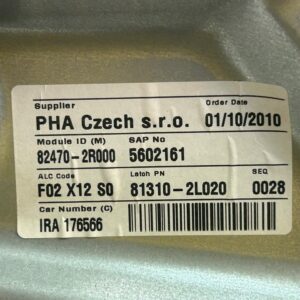 Supplier Order Date
PHA Czech s.r.o. 01/10/2010
Module ID (M) SAP No
82470-2R000 5602161
ALC Code Latch PN SEQ
F02 X12 S0 81310-2L020 0028
Car Number (C)
IRA 176566